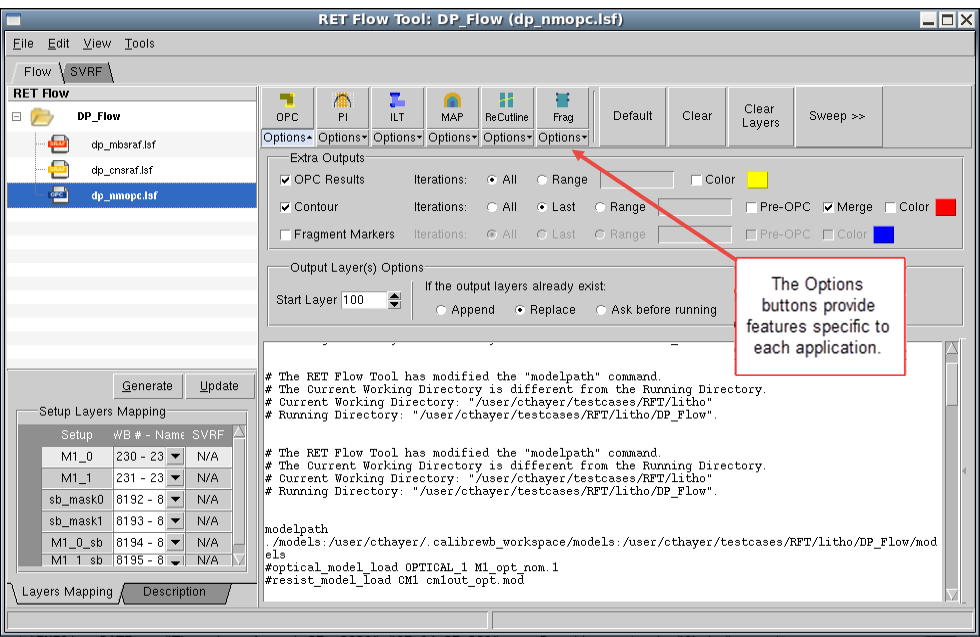 RET Flow Tool: DP_Flow (dp_nmopc.lsf)
File Edit View Tools
Flow SVRF
RET Flow
DP_Flow
dp_mbsraf.lsf
dp_cnsraf.lsf
OPC dp_nmopc.lsf
OPC PI ILT MAP ReCutline Frag Default Clear Clear Layers Sweep >>
Options Options Options Options Options Options
Extra Outputs
OPC Results Iterations: All Range Color
Contour Iterations: All Last Range Pre-OPC Merge Color
Fragment Markers Iterations: All Last Range Pre-OPC Color
Output Layer(s) Options
Start Layer 100 If the output layers already exist:
Append Replace Ask before running
The Options
buttons provide
features specific to
each application.
Generate Update
Setup Layers Mapping
Setup WB # - Name SVRF
M1_0 230 - 23 N/A
M1_1 231 - 23 N/A
sb_mask0 8192 - 8 N/A
sb_mask1 8193 - 8 N/A
M1_0_sb 8194 - 8 N/A
M1_1_sb 8195 - 8 N/A
Layers Mapping Description
# The RET Flow Tool has modified the "modelpath" command.
# The Current Working Directory is different from the Running Directory.
# Current Working Directory: "/user/cthayer/testcases/RFT/litho"
# Running Directory: "/user/cthayer/testcases/RFT/litho/DP_Flow".
# The RET Flow Tool has modified the "modelpath" command.
# The Current Working Directory is different from the Running Directory.
# Current Working Directory: "/user/cthayer/testcases/RFT/litho"
# Running Directory: "/user/cthayer/testcases/RFT/litho/DP_Flow".
modelpath
./models:/user/cthayer/.calibrewb_workspace/models:/user/cthayer/testcases/RFT/litho/DP_Flow/mod
els
#optical_model_load OPTICAL_1 M1_opt_nom.1
#resist_model_load CM1 cm1out_opt.mod